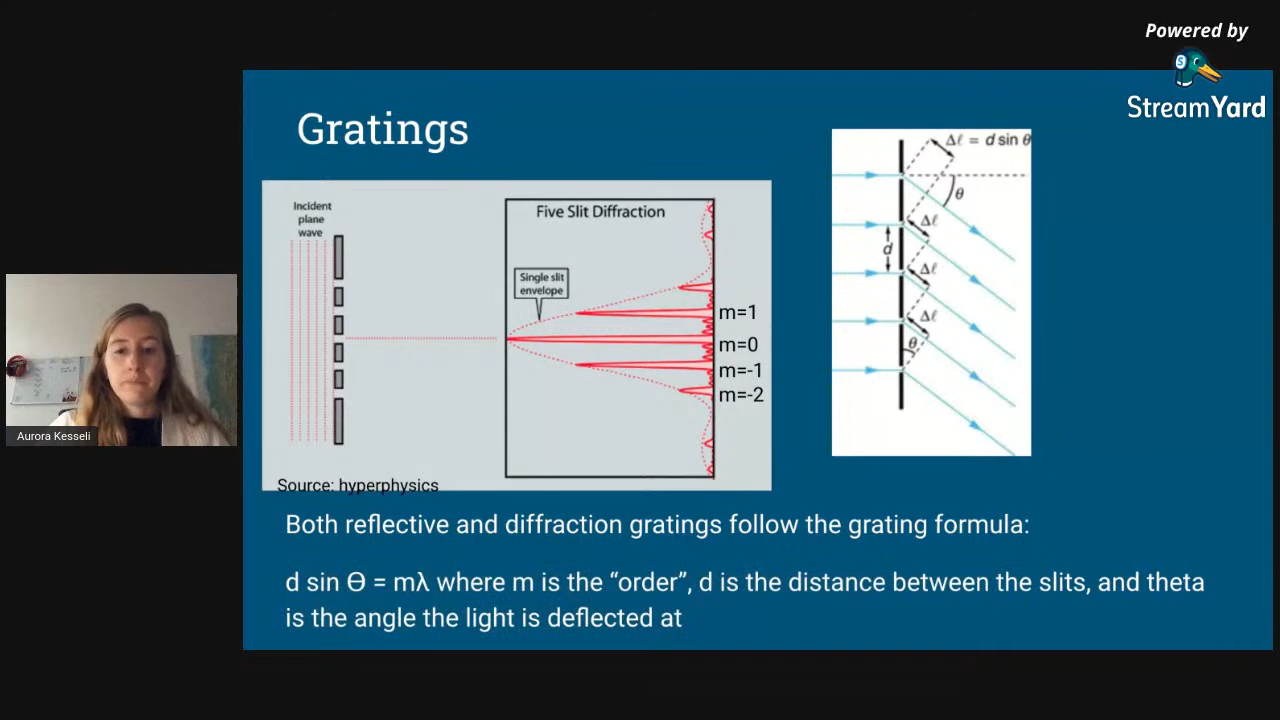 Powered by
StreamYard
Gratings
Incident
plane
wave
Five Slit Diffraction
Single slit
envelope
m=1
m=0
m=-1
m=-2
Source: hyperphysics
Δℓ = d sin θ
θ
Δℓ
d
Δℓ
Δℓ
θ
Aurora Kesseli
Both reflective and diffraction gratings follow the grating formula:
d sin Ɵ = mλ where m is the “order”, d is the distance between the slits, and theta
is the angle the light is deflected at